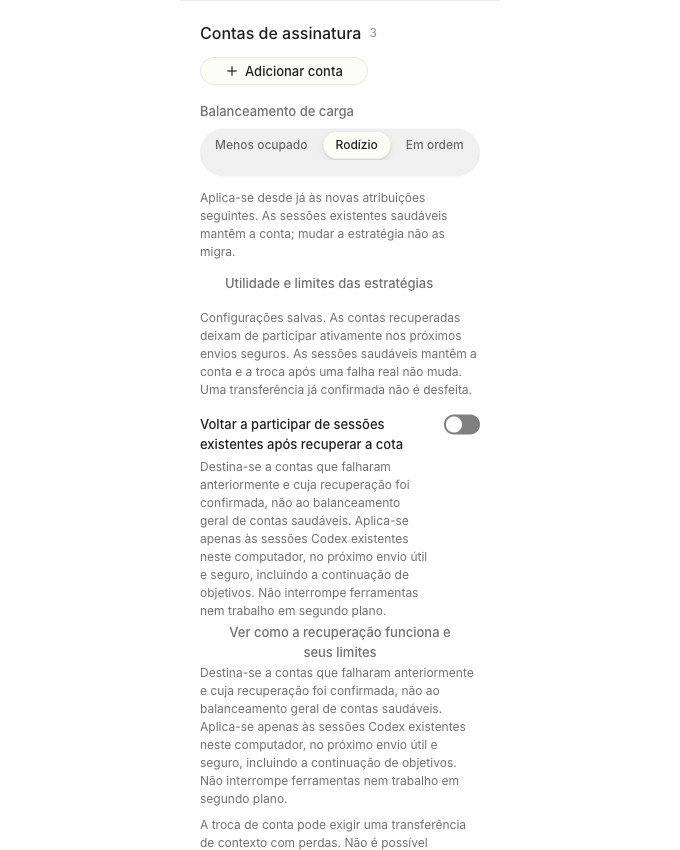 Contas de assinatura 3
+ Adicionar conta
Balanceamento de carga
Menos ocupado Rodízio Em ordem
Aplica-se desde já às novas atribuições
seguintes. As sessões existentes saudáveis
mantêm a conta; mudar a estratégia não as
migra.
Utilidade e limites das estratégias
Configurações salvas. As contas recuperadas
deixam de participar ativamente nos próximos
envios seguros. As sessões saudáveis mantêm a
conta e a troca após uma falha real não muda.
Uma transferência já confirmada não é desfeita.
Voltar a participar de sessões
existentes após recuperar a cota
Destina-se a contas que falharam
anteriormente e cuja recuperação foi
confirmada, não ao balanceamento
geral de contas saudáveis. Aplica-se
apenas às sessões Codex existentes
neste computador, no próximo envio útil
e seguro, incluindo a continuação de
objetivos. Não interrompe ferramentas
nem trabalho em segundo plano.
Ver como a recuperação funciona e
seus limites
Destina-se a contas que falharam anteriormente
e cuja recuperação foi confirmada, não ao
balanceamento geral de contas saudáveis.
Aplica-se apenas às sessões Codex existentes
neste computador, no próximo envio útil e
seguro, incluindo a continuação de objetivos.
Não interrompe ferramentas nem trabalho em
segundo plano.
A troca de conta pode exigir uma transferência
de contexto com perdas. Não é possível